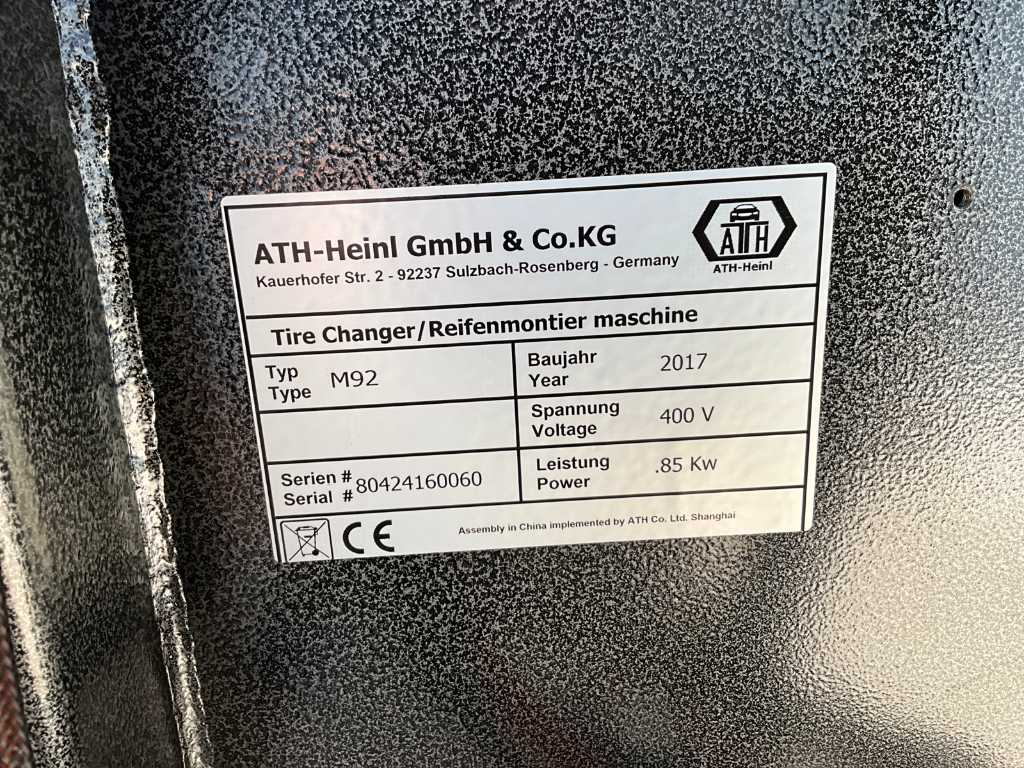 ATH-Heinl GmbH & Co.KG
Kauerhofer Str. 2 - 92237 Sulzbach-Rosenberg - Germany
ATH
ATH-Heinl
Tire Changer/Reifenmontier maschine
Typ
Type
M92
Baujahr
Year
2017
Spannung
Voltage
400 V
Serien #
Serial #
80424160060
Leistung
Power
.85 Kw
CE
Assembly in China implemented by ATH Co. Ltd. Shanghai